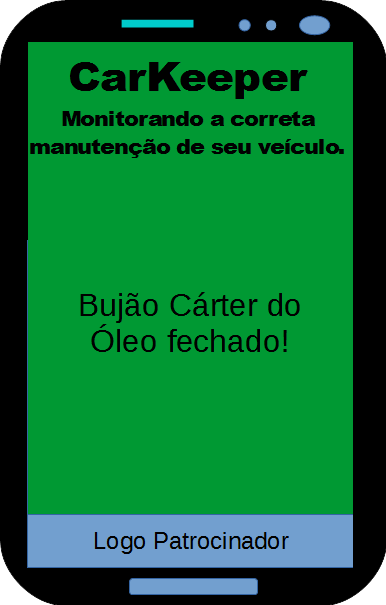 CarKeeper
Monitorando a correta
manutenção de seu veículo.
Bujão Cárter do
Óleo fechado!
Logo Patrocinador